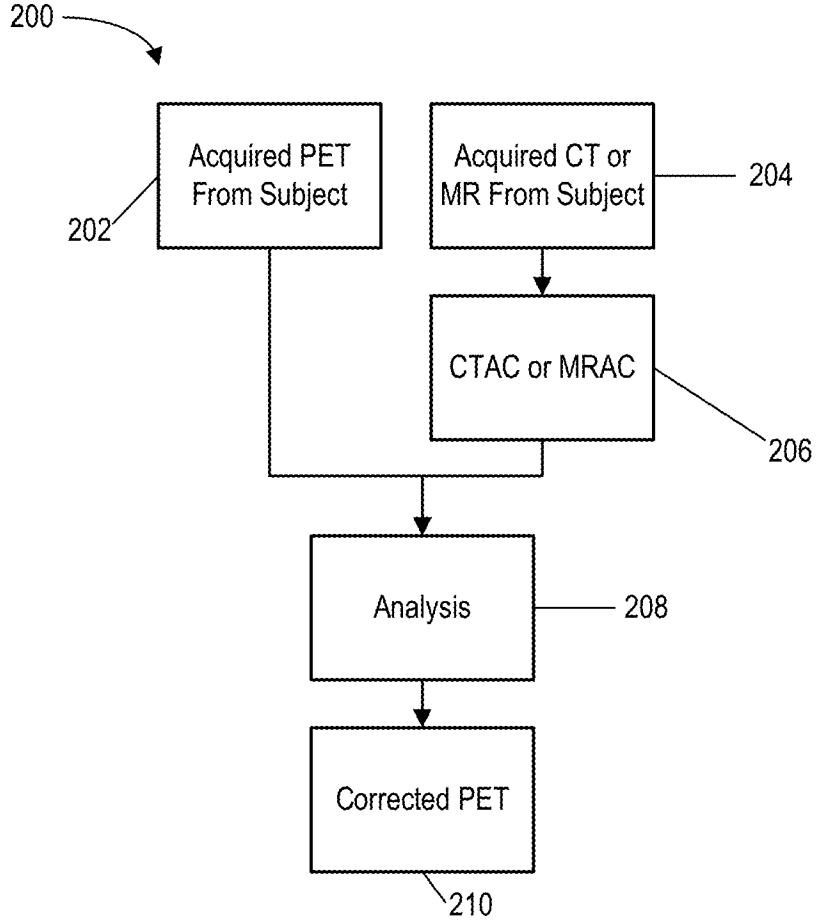 200
Acquired PET
From Subject
202
Acquired CT or
MR From Subject
204
CTAC or MRAC
206
Analysis
208
Corrected PET
210